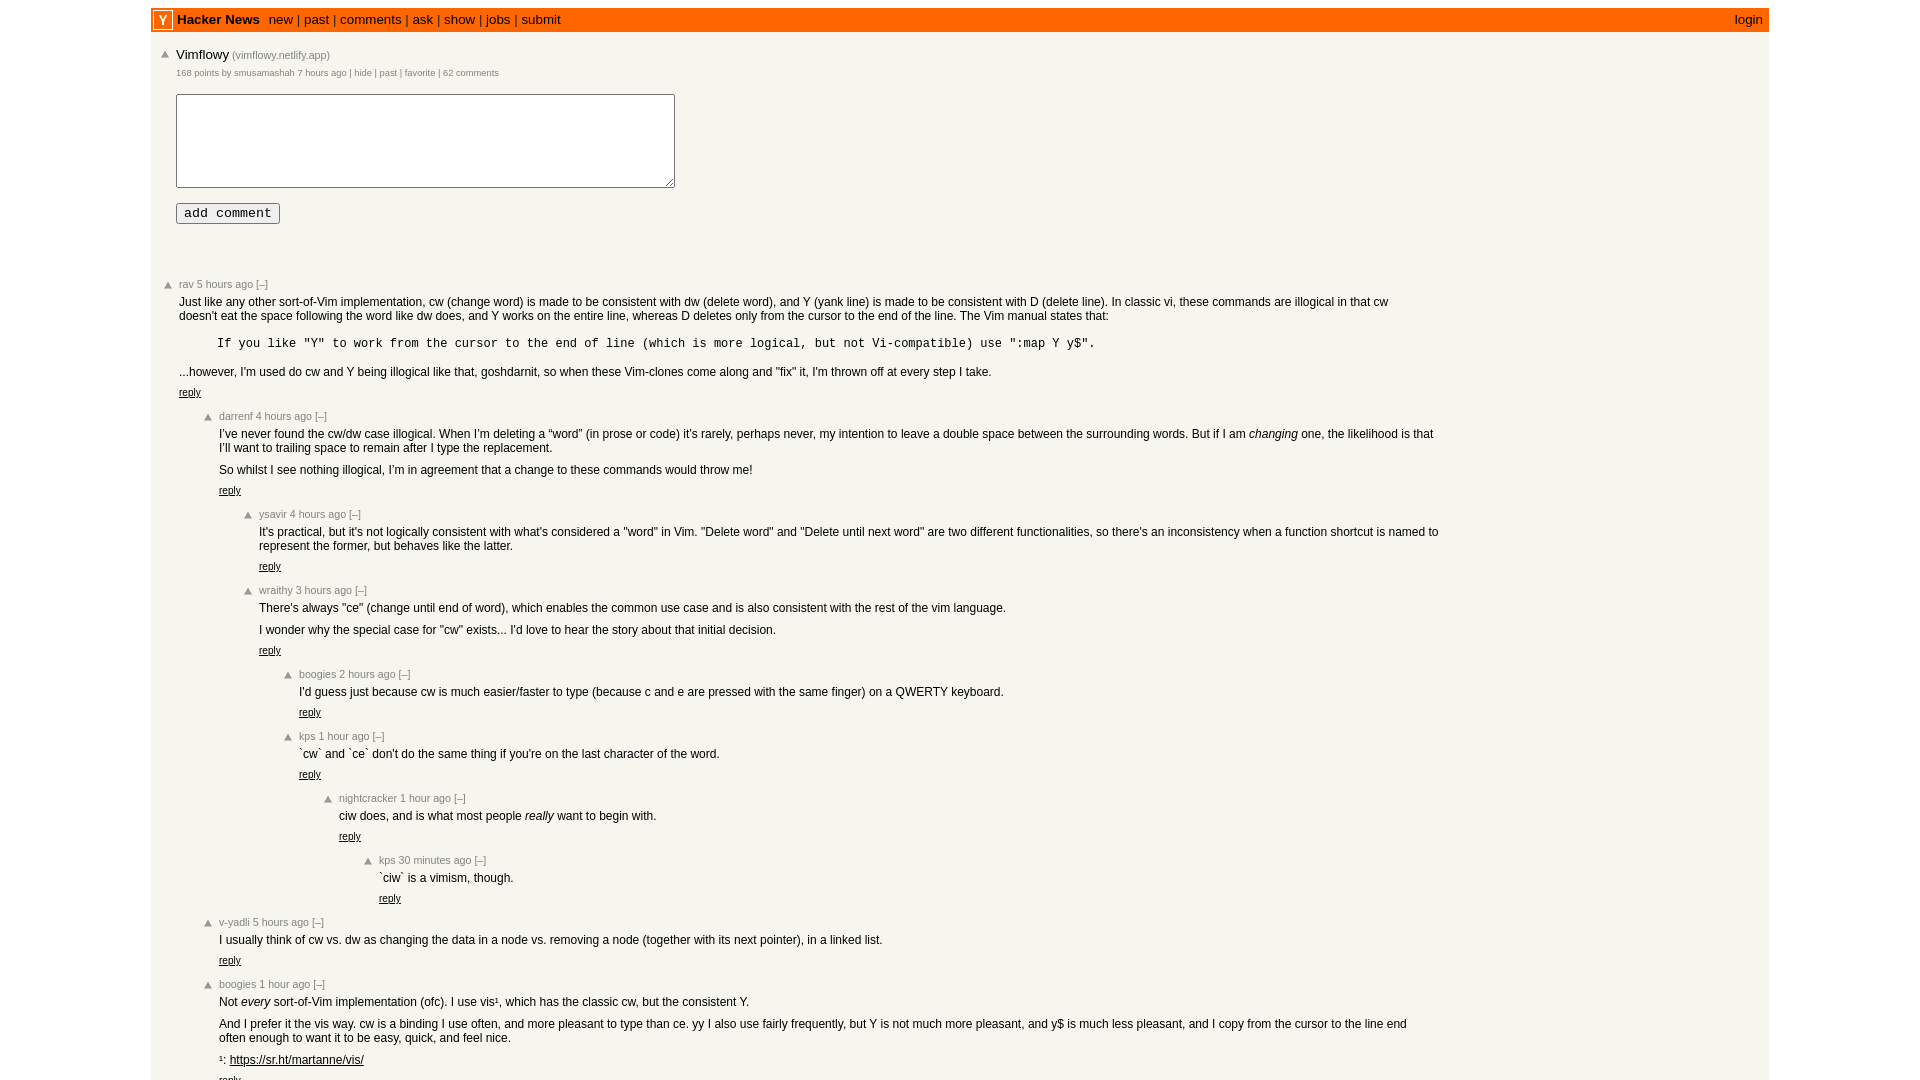 Y Hacker News new | past | comments | ask | show | jobs | submit login
Vimflowy (vimflowy.netlify.app)
168 points by smusamashah 7 hours ago | hide | past | favorite | 62 comments
add comment
rav 5 hours ago [–]
Just like any other sort-of-Vim implementation, cw (change word) is made to be consistent with dw (delete word), and Y (yank line) is made to be consistent with D (delete line). In classic vi, these commands are illogical in that cw
doesn't eat the space following the word like dw does, and Y works on the entire line, whereas D deletes only from the cursor to the end of the line. The Vim manual states that:
If you like "Y" to work from the cursor to the end of line (which is more logical, but not Vi-compatible) use ":map Y y$".
...however, I'm used do cw and Y being illogical like that, goshdarnit, so when these Vim-clones come along and "fix" it, I'm thrown off at every step I take.
reply
darrenf 4 hours ago [–]
I’ve never found the cw/dw case illogical. When I’m deleting a “word” (in prose or code) it’s rarely, perhaps never, my intention to leave a double space between the surrounding words. But if I am changing one, the likelihood is that
I’ll want to trailing space to remain after I type the replacement.
So whilst I see nothing illogical, I’m in agreement that a change to these commands would throw me!
reply
ysavir 4 hours ago [–]
It's practical, but it's not logically consistent with what's considered a "word" in Vim. "Delete word" and "Delete until next word" are two different functionalities, so there's an inconsistency when a function shortcut is named to
represent the former, but behaves like the latter.
reply
wraithy 3 hours ago [–]
There's always "ce" (change until end of word), which enables the common use case and is also consistent with the rest of the vim language.
I wonder why the special case for "cw" exists... I'd love to hear the story about that initial decision.
reply
boogies 2 hours ago [–]
I'd guess just because cw is much easier/faster to type (because c and e are pressed with the same finger) on a QWERTY keyboard.
reply
kps 1 hour ago [–]
`cw` and `ce` don't do the same thing if you're on the last character of the word.
reply
nightcracker 1 hour ago [–]
ciw does, and is what most people really want to begin with.
reply
kps 30 minutes ago [–]
`ciw` is a vimism, though.
reply
v-yadli 5 hours ago [–]
I usually think of cw vs. dw as changing the data in a node vs. removing a node (together with its next pointer), in a linked list.
reply
boogies 1 hour ago [–]
Not every sort-of-Vim implementation (ofc). I use vis¹, which has the classic cw, but the consistent Y.
And I prefer it the vis way. cw is a binding I use often, and more pleasant to type than ce. yy I also use fairly frequently, but Y is not much more pleasant, and y$ is much less pleasant, and I copy from the cursor to the line end
often enough to want it to be easy, quick, and feel nice.
¹: https://sr.ht/martanne/vis/
reply